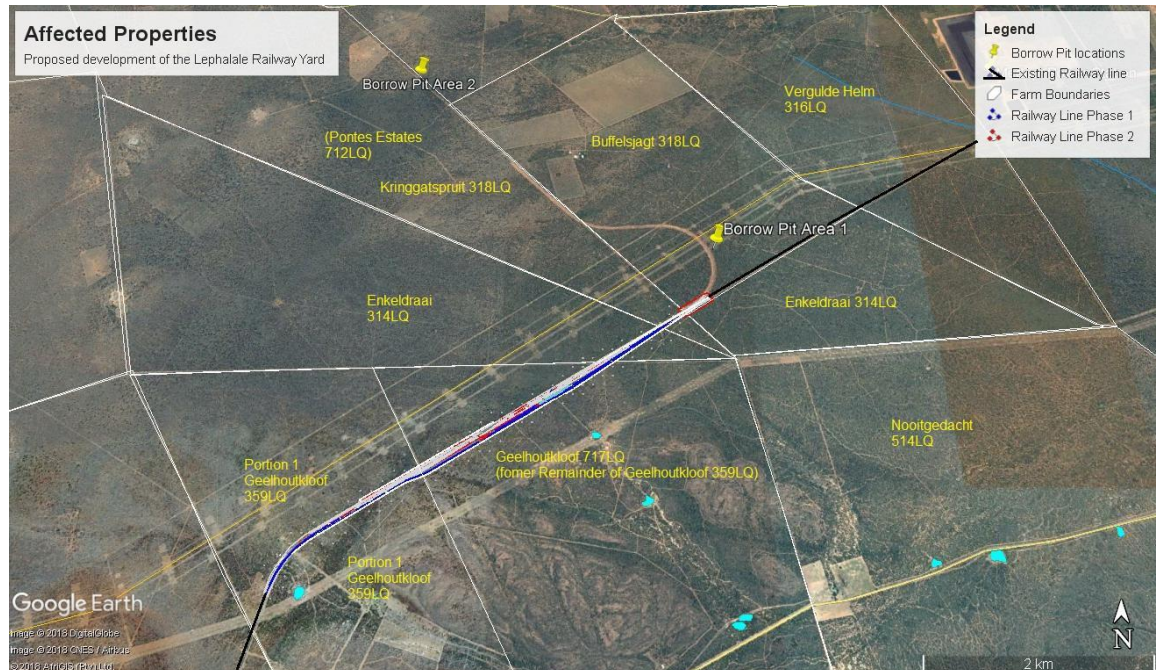 Affected Properties
Proposed development of the Lephalale Railway Yard
Legend
Borrow Pit locations
Existing Railway line
Farm Boundaries
Railway Line Phase 1
Railway Line Phase 2
Borrow Pit Area 2
Vergulde Helm
316LQ
(Pontes Estates
712LQ)
Buffelsjagt 318LQ
Kringgatspruit 318LQ
Borrow Pit Area 1
Enkeldraai
314LQ
Enkeldraai 314LQ
Nooitgedacht
514LQ
Portion 1
Geelhoutkloof
359LQ
Geelhoutkloof 717LQ
(fomer Remainder of Geelhoutkloof 359LQ)
Portion 1
Geelhoutkloof
359LQ
Google Earth
Image © 2018 DigitalGlobe
Image © 2018 CNES / Airbus
© 2018 AfriGIS (Pty) Ltd.
N
2 km